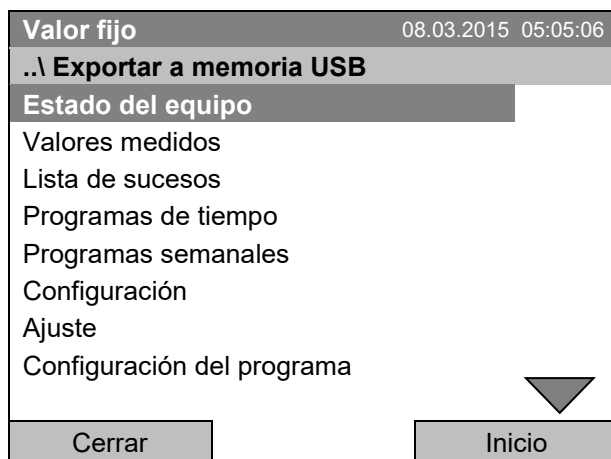 Valor fijo 08.03.2015 05:05:06
..\ Exportar a memoria USB
Estado del equipo
Valores medidos
Lista de sucesos
Programas de tiempo
Programas semanales
Configuración
Ajuste
Configuración del programa
Cerrar Inicio